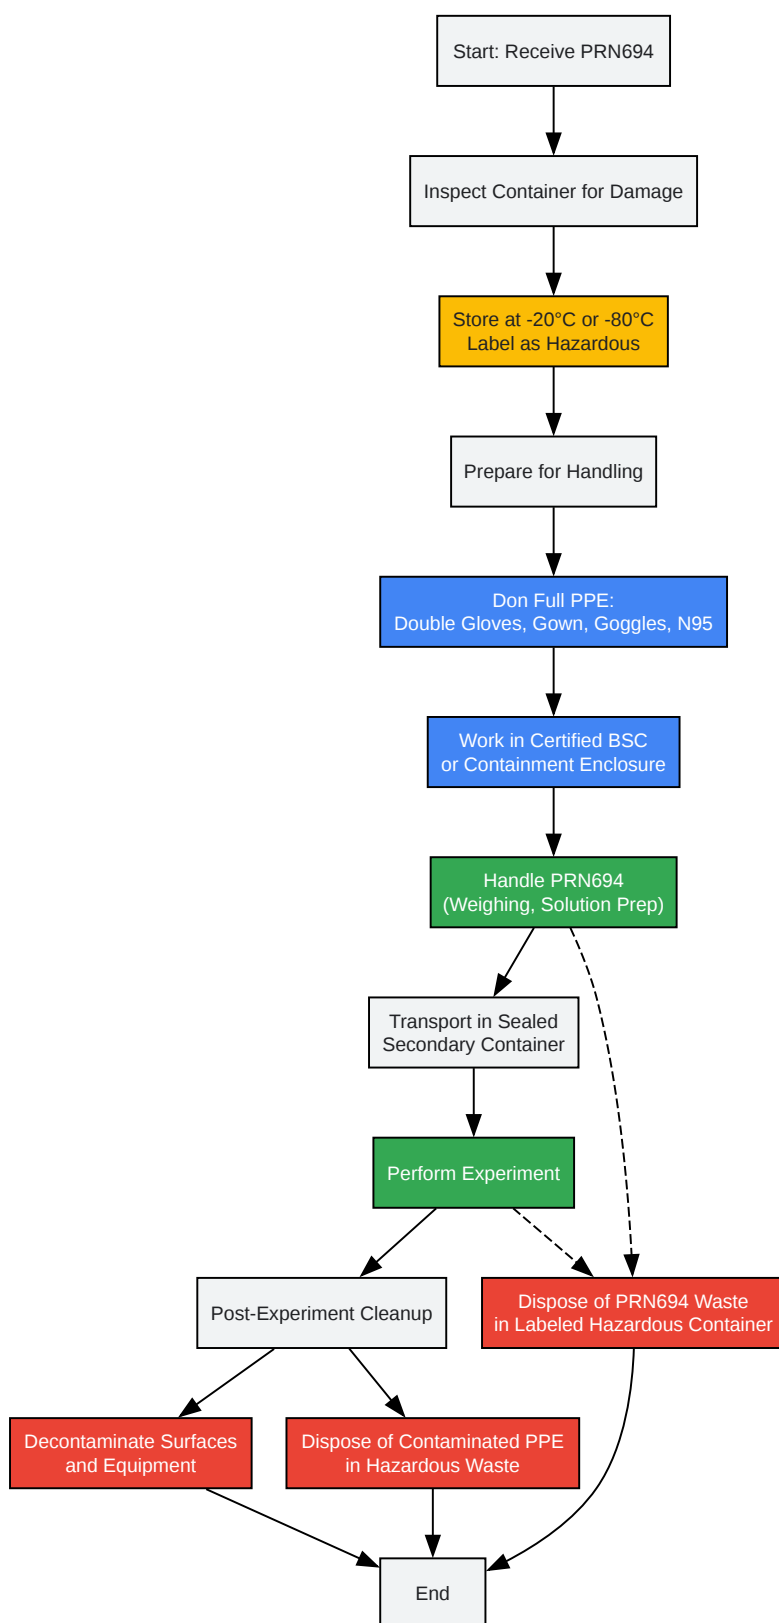 Start: Receive PRN694
Inspect Container for Damage
Store at -20°C or -80°C
Label as Hazardous
Prepare for Handling
Don Full PPE:
Double Gloves, Gown, Goggles, N95
Work in Certified BSC
or Containment Enclosure
Handle PRN694
(Weighing, Solution Prep)
Transport in Sealed
Secondary Container
Perform Experiment
Post-Experiment Cleanup
Dispose of PRN694 Waste
in Labeled Hazardous Container
Decontaminate Surfaces
and Equipment
Dispose of Contaminated PPE
in Hazardous Waste
End